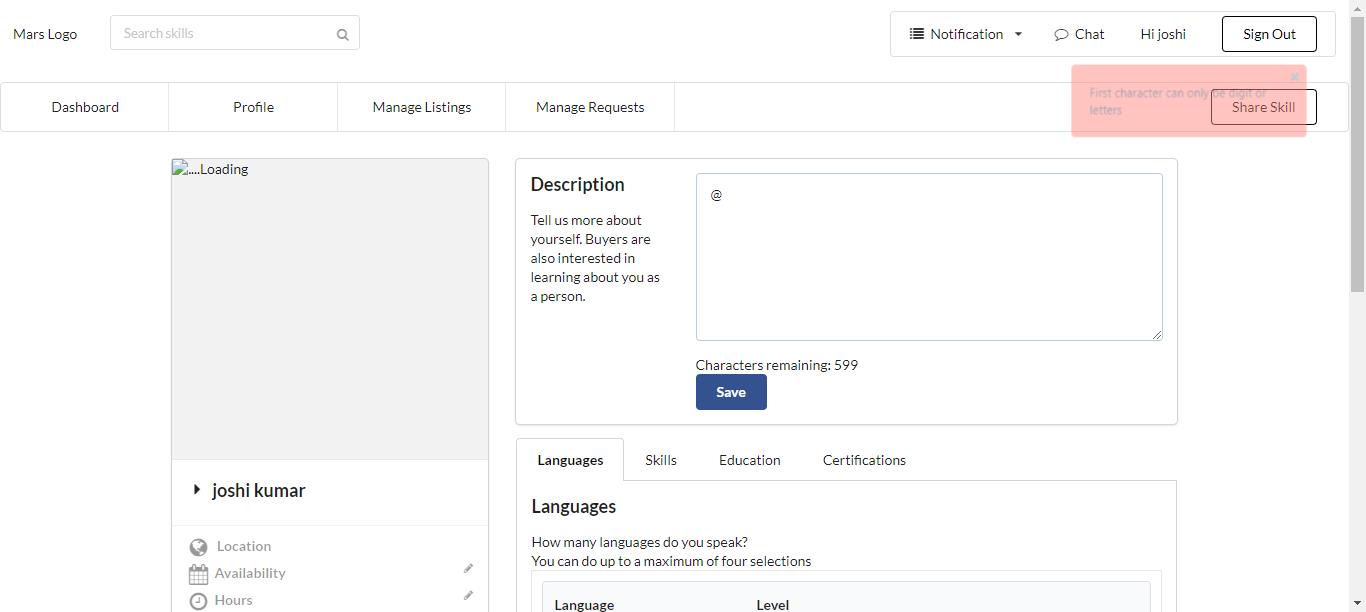 Mars Logo
Search skills
Notification
Chat
Hi joshi
Sign Out
First character can only be digit or
letters
Dashboard
Profile
Manage Listings
Manage Requests
Share Skill
....Loading
Description
Tell us more about
yourself. Buyers are
also interested in
learning about you as
a person.
@
Characters remaining: 599
Save
Languages
Skills
Education
Certifications
Languages
How many languages do you speak?
You can do up to a maximum of four selections
Language
Level
joshi kumar
Location
Availability
Hours